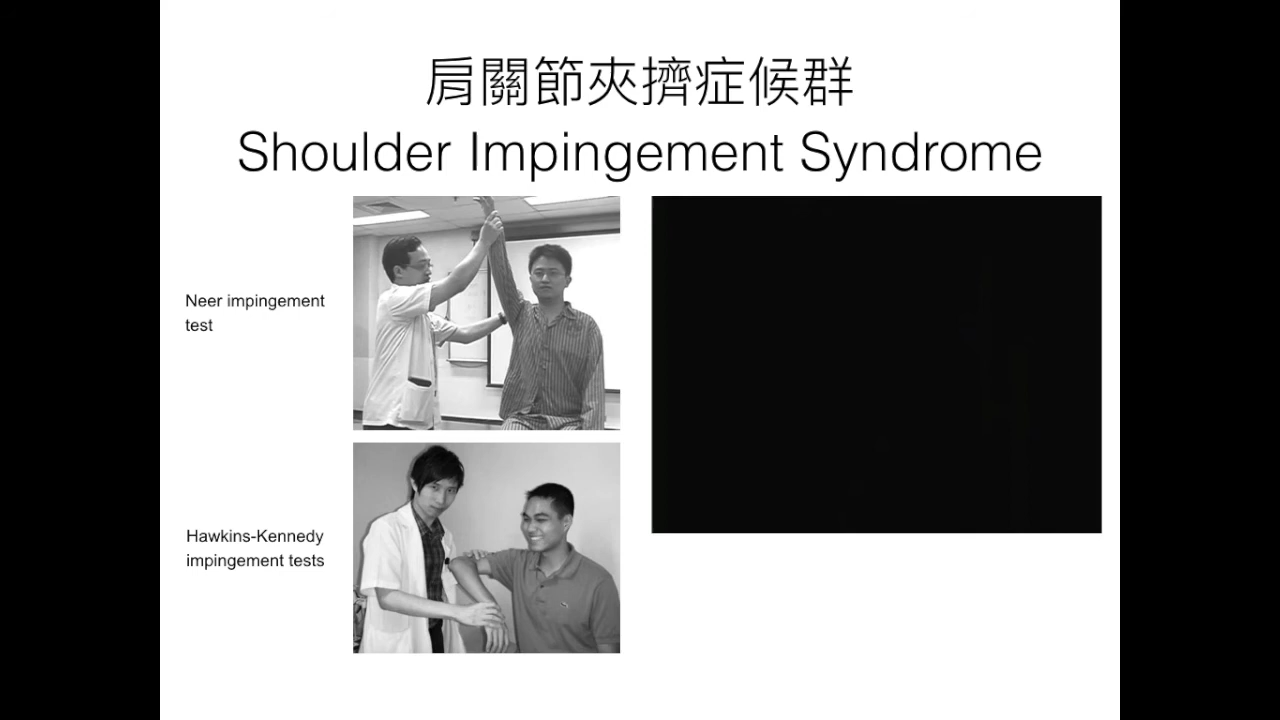 肩關節夾擠症候群
Shoulder Impingement Syndrome
Neer impingement
test
Hawkins-Kennedy
impingement tests